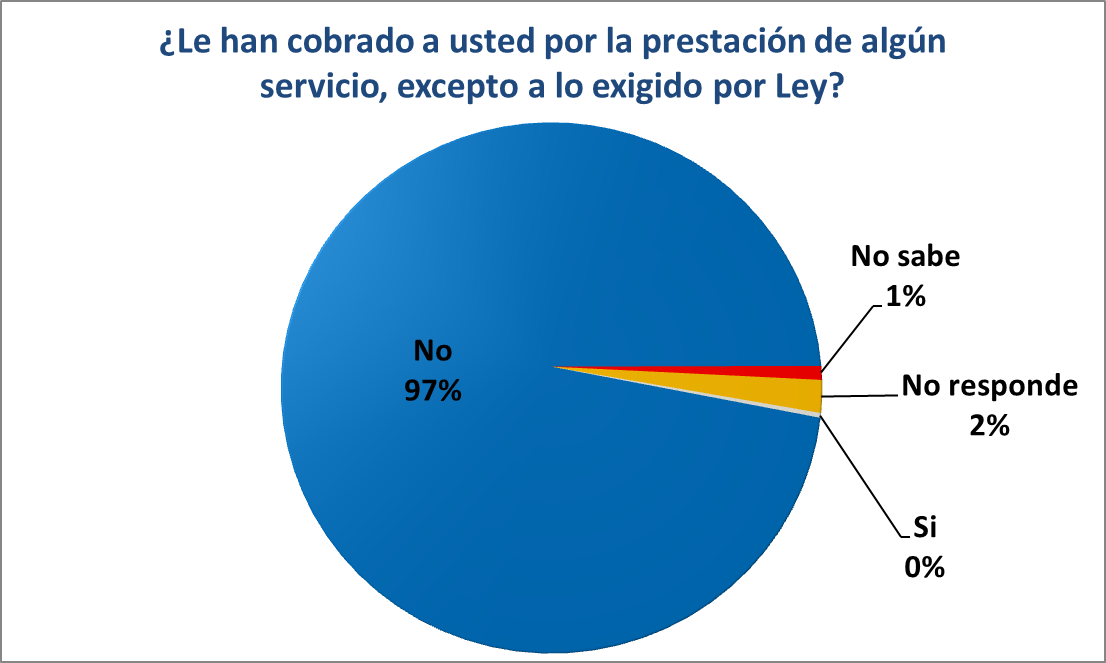 ¿Le han cobrado a usted por la prestación de algún
servicio, excepto a lo exigido por Ley?
No sabe
1%
No
97%
No responde
2%
Si
0%